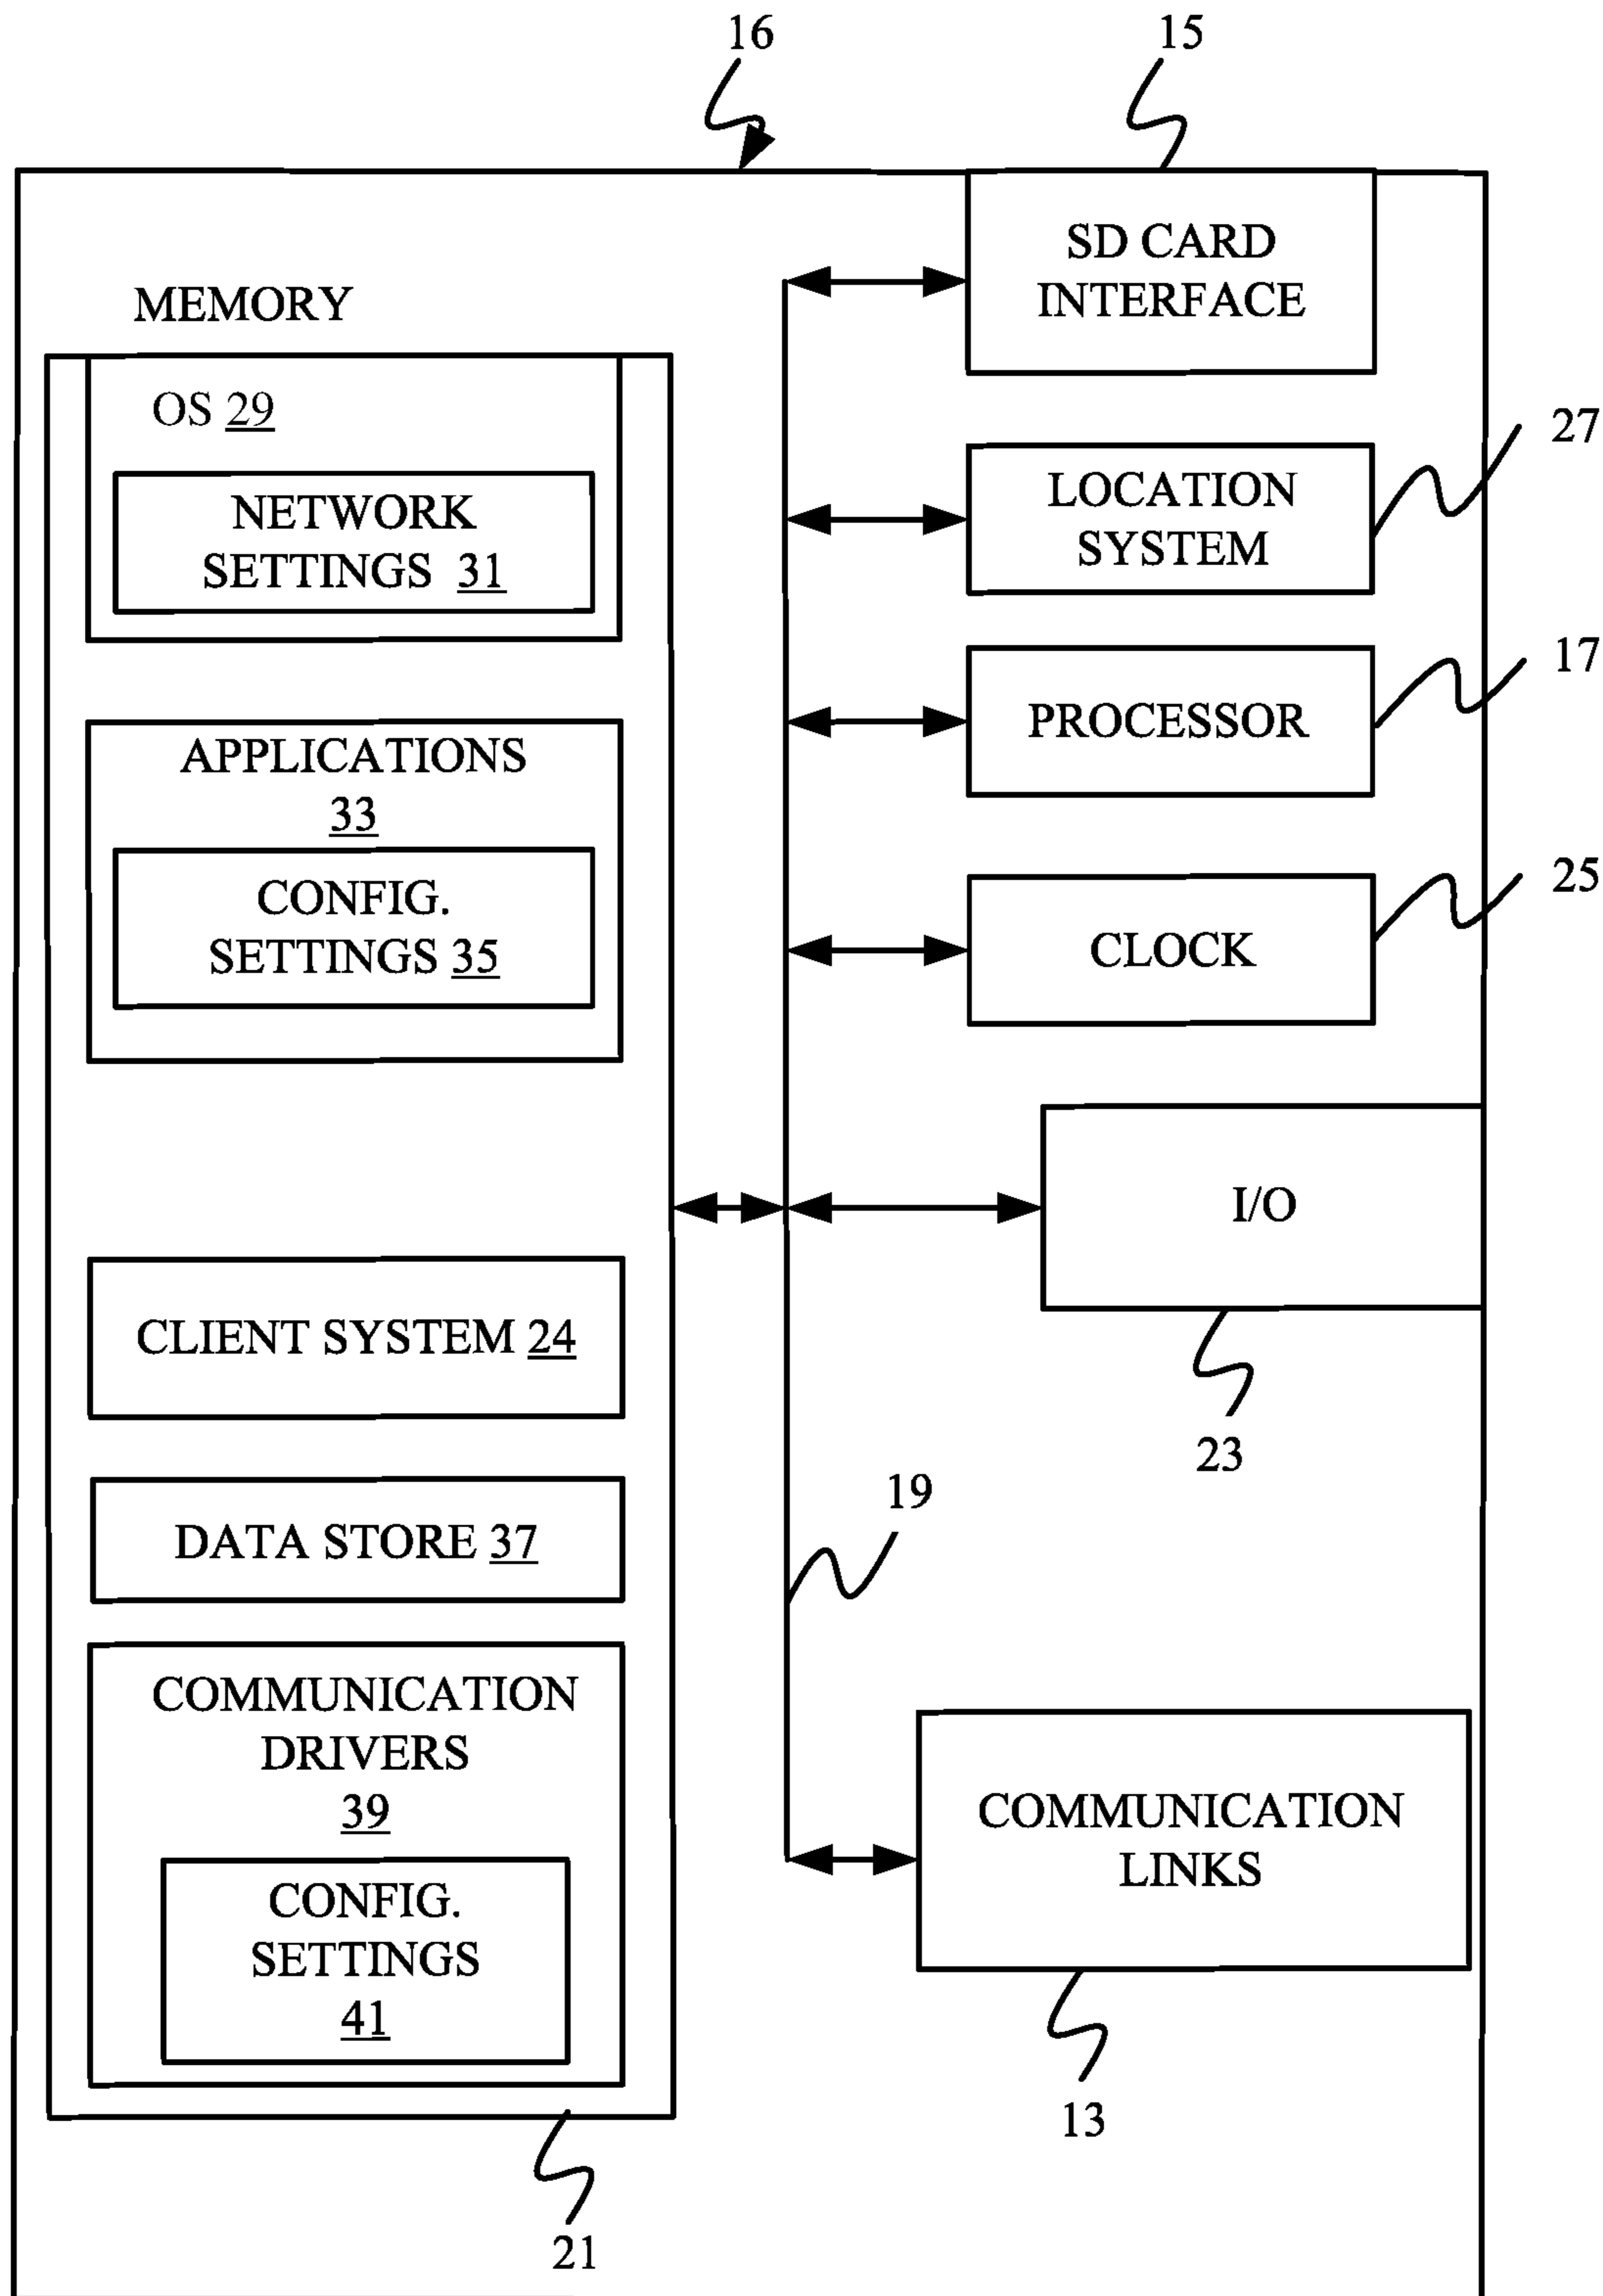 16
15
SD CARD
INTERFACE
MEMORY
OS 29
NETWORK
SETTINGS 31
27
LOCATION
SYSTEM
17
PROCESSOR
APPLICATIONS
33
CONFIG.
SETTINGS 35
25
CLOCK
I/O
23
CLIENT SYSTEM 24
19
DATA STORE 37
COMMUNICATION
DRIVERS
39
CONFIG.
SETTINGS
41
COMMUNICATION
LINKS
13
21